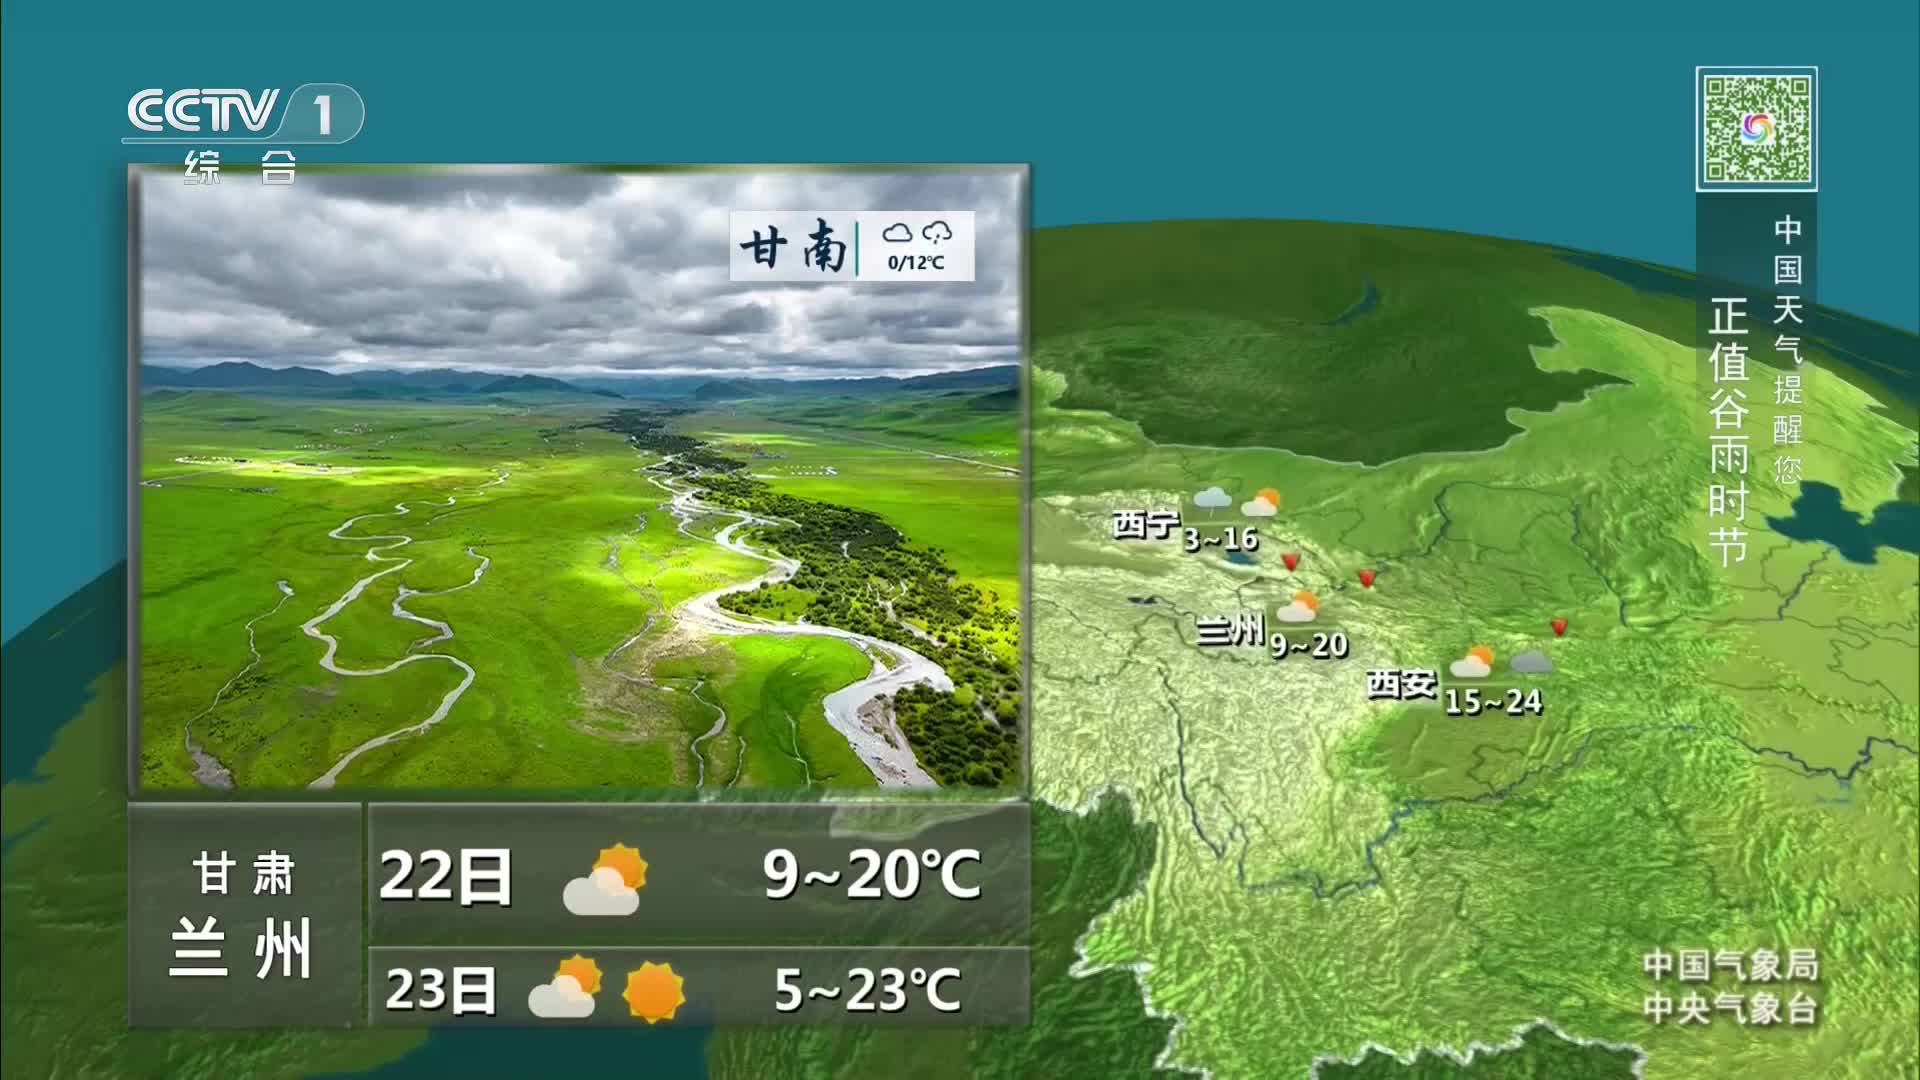 CCTV 1
综 合
甘南
0/12℃
中国天气提醒您
正值谷雨时节
西宁
3~16
兰州
9~20
西安
15~24
甘肃
兰州
22日
9~20℃
23日
5~23℃
中国气象局
中央气象台